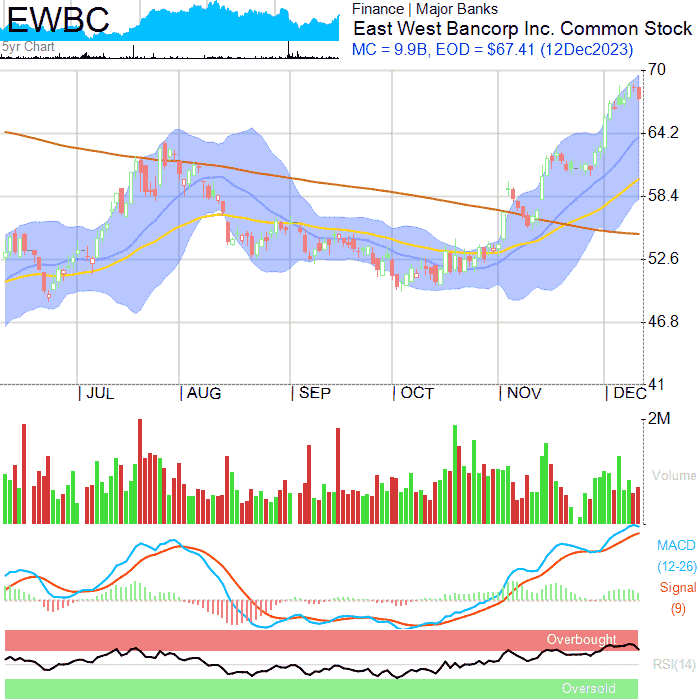 EWBC
5yr Chart
Finance | Major Banks
East West Bancorp Inc. Common Stock
MC = 9.9B, EOD = $67.41 (12Dec2023)
70
64.2
58.4
52.6
46.8
41
| JUL | AUG | SEP | OCT | NOV | DEC
2M
Volume
MACD
(12-26)
Signal
(9)
Overbought
RSI(14)
Oversold